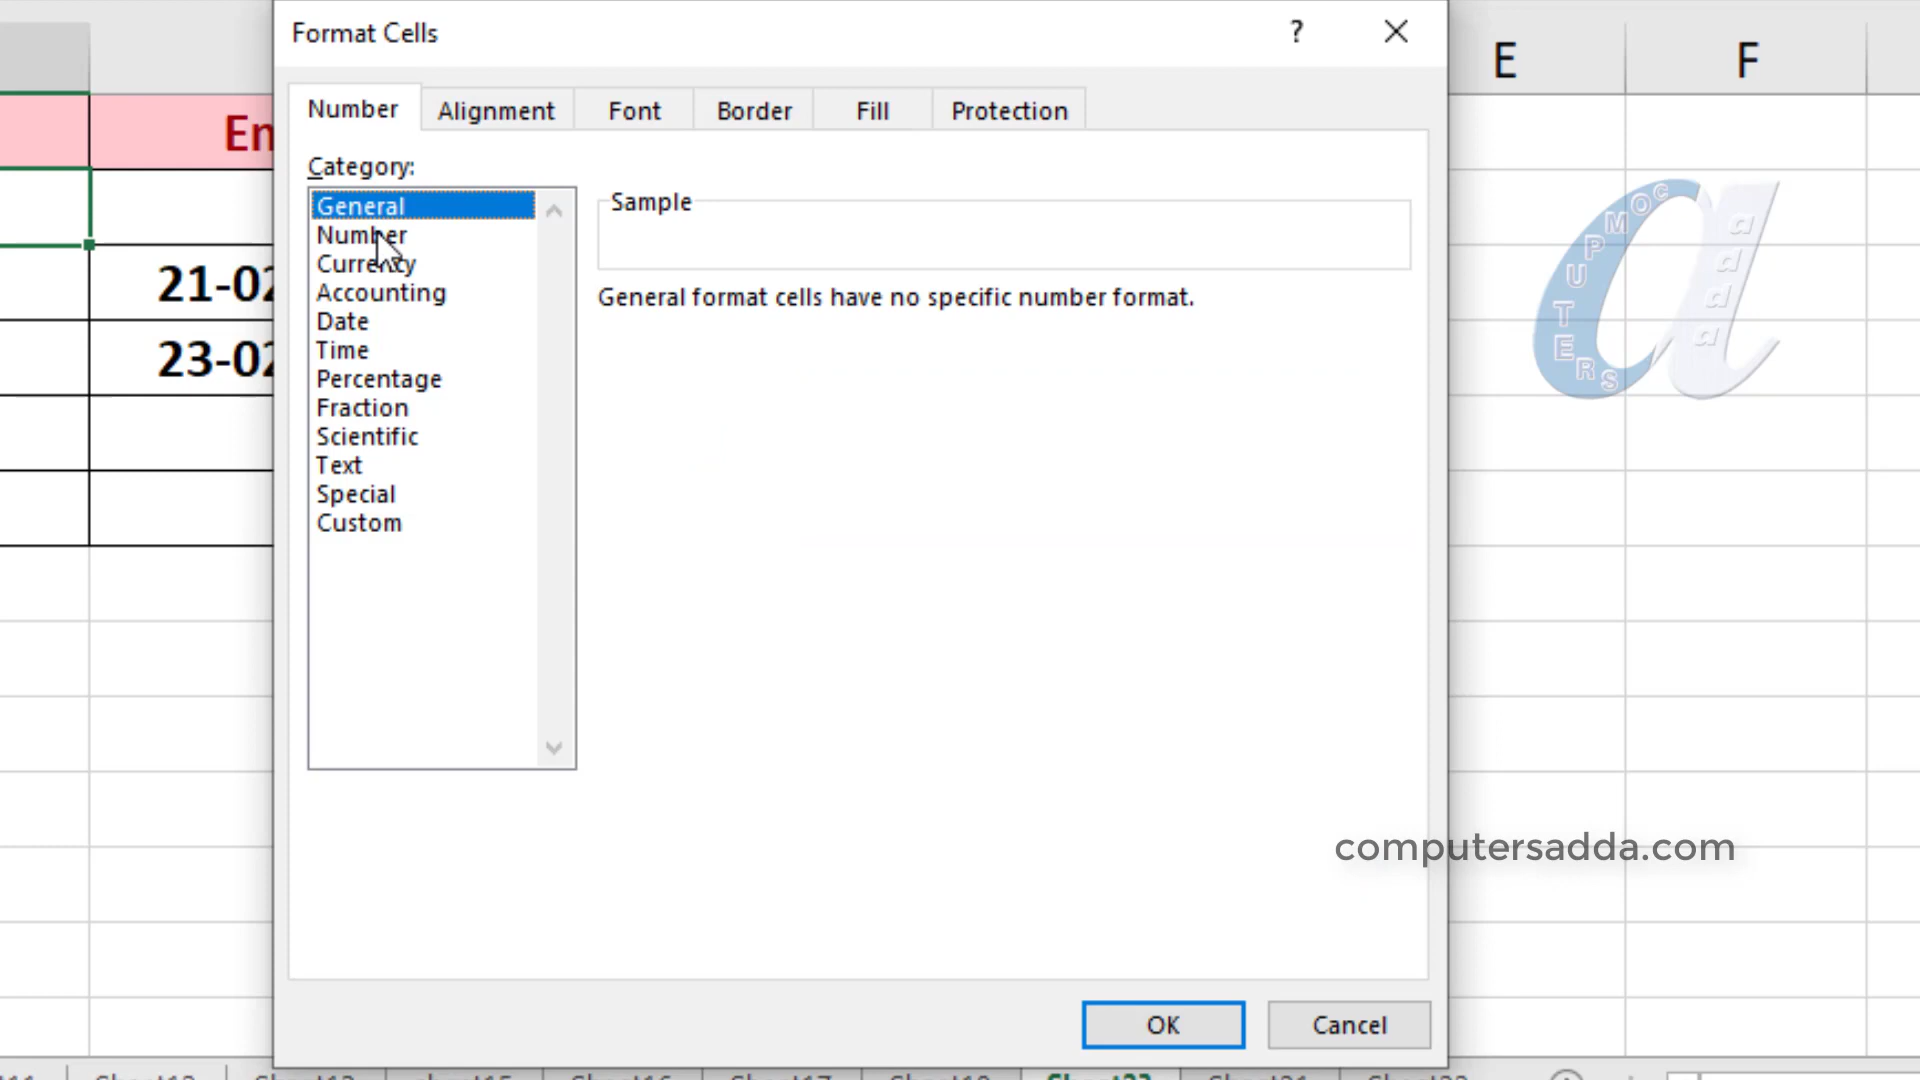 Format Cells
?
E
F
Number
Alignment
Font
Border
Fill
Protection
Category:
General
Number
Currency
Accounting
Date
Time
Percentage
Fraction
Scientific
Text
Special
Custom
Sample
General format cells have no specific number format.
En
21-02
23-02
COMPUTERS
adda
computersadda.com
OK
Cancel